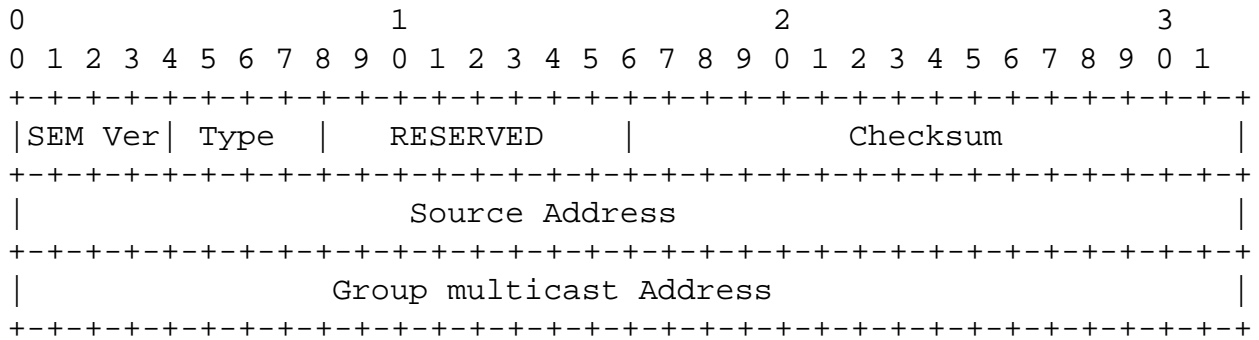 0                   1                   2                   3
0 1 2 3 4 5 6 7 8 9 0 1 2 3 4 5 6 7 8 9 0 1 2 3 4 5 6 7 8 9 0 1
+-+-+-+-+-+-+-+-+-+-+-+-+-+-+-+-+-+-+-+-+-+-+-+-+-+-+-+-+-+-+-+-+
|SEM Ver| Type  |   RESERVED    |           Checksum            |
+-+-+-+-+-+-+-+-+-+-+-+-+-+-+-+-+-+-+-+-+-+-+-+-+-+-+-+-+-+-+-+-+
|                    Source Address                             |
+-+-+-+-+-+-+-+-+-+-+-+-+-+-+-+-+-+-+-+-+-+-+-+-+-+-+-+-+-+-+-+-+
|                Group multicast Address                        |
+-+-+-+-+-+-+-+-+-+-+-+-+-+-+-+-+-+-+-+-+-+-+-+-+-+-+-+-+-+-+-+-+